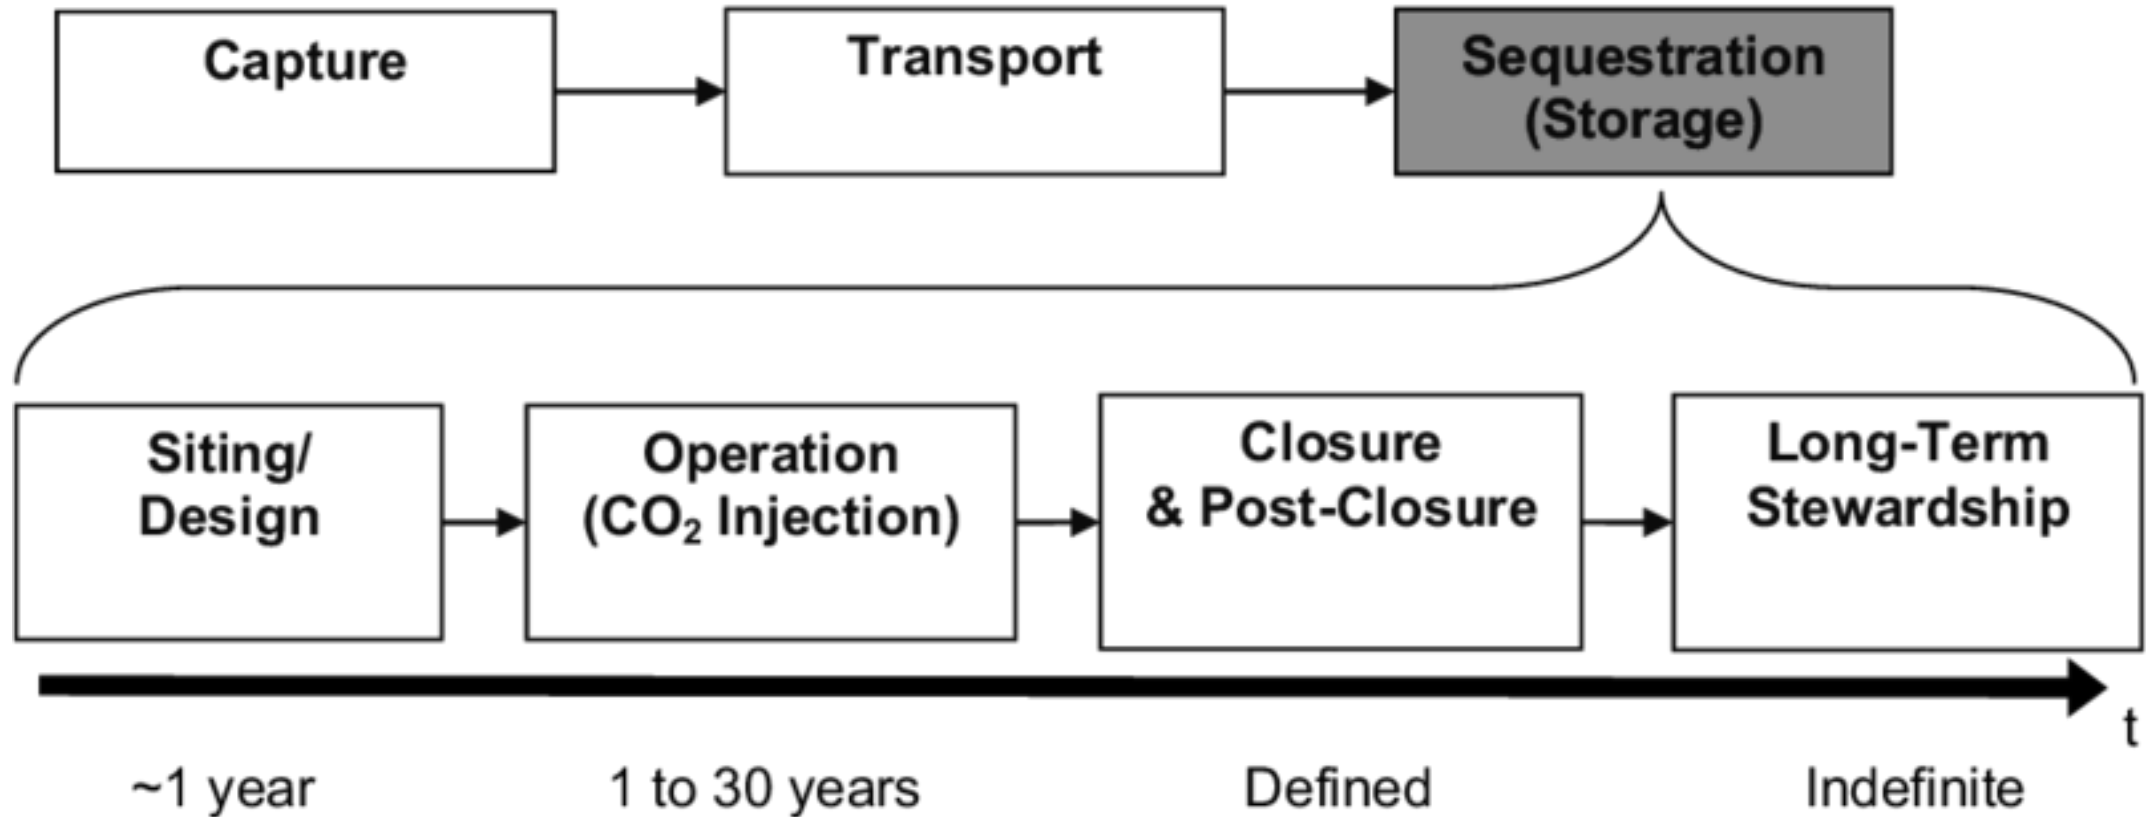 Capture
Transport
Sequestration
(Storage)
Siting/
Design
Operation
(CO₂ Injection)
Closure
& Post-Closure
Long-Term
Stewardship
t
~1 year
1 to 30 years
Defined
Indefinite